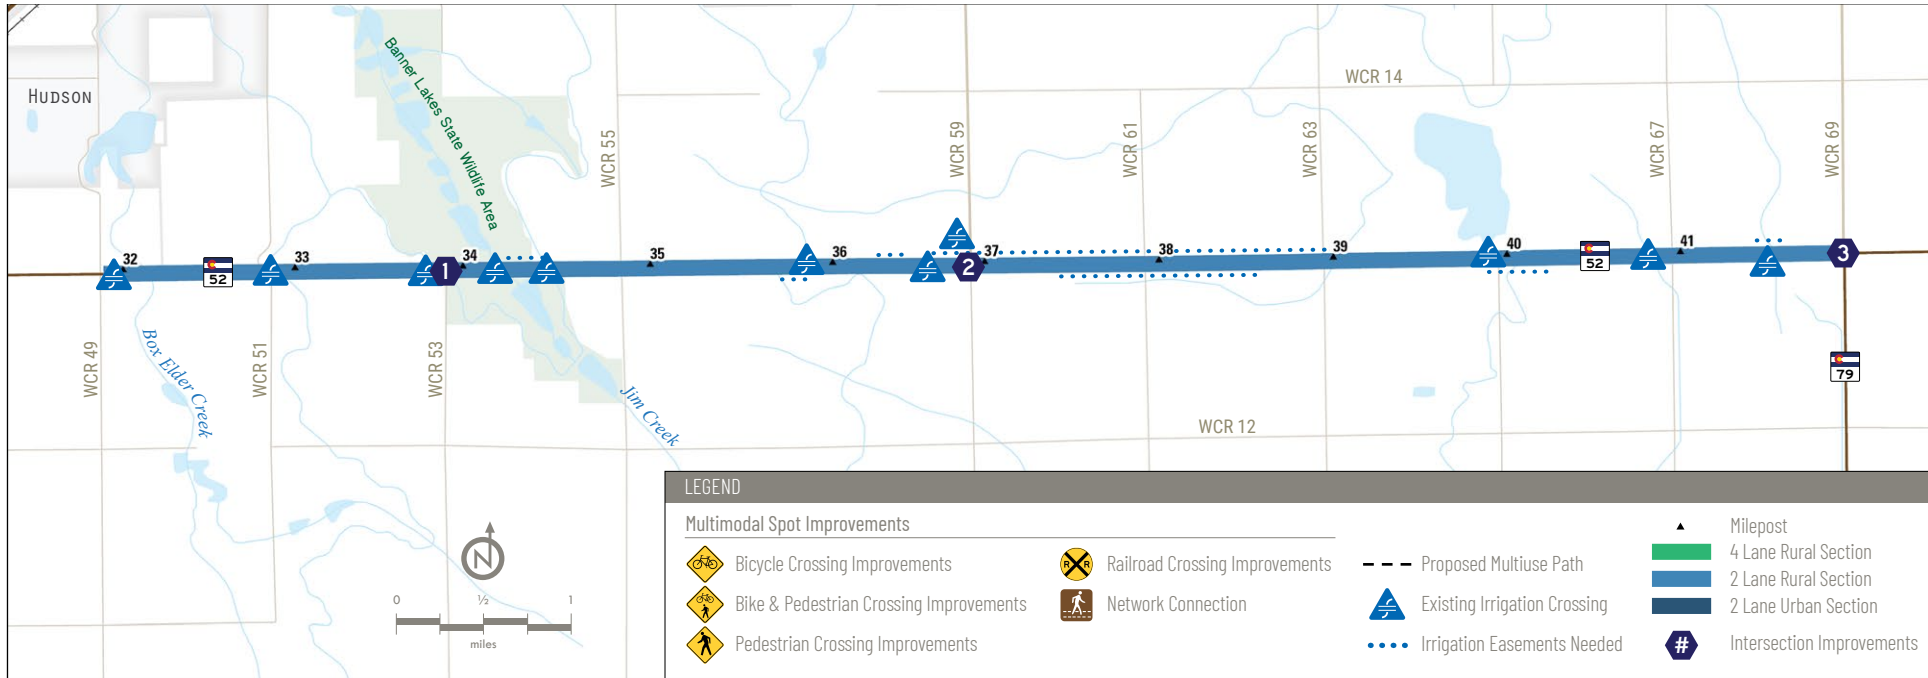 HUDSON
Banner Lakes State Wildlife Area
WCR 14
WCR 55
WCR 59
WCR 61
WCR 63
WCR 67
WCR 69
32
52
33
1
34
35
36
2
37
38
39
40
52
41
3
WCR 49
Box Elder Creek
WCR 51
WCR 53
Jim Creek
79
WCR 12
N
0 ½ 1
miles
LEGEND
Multimodal Spot Improvements
Bicycle Crossing Improvements
Bike & Pedestrian Crossing Improvements
Pedestrian Crossing Improvements
R R Railroad Crossing Improvements
Network Connection
Proposed Multiuse Path
Existing Irrigation Crossing
Irrigation Easements Needed
Milepost
4 Lane Rural Section
2 Lane Rural Section
2 Lane Urban Section
# Intersection Improvements